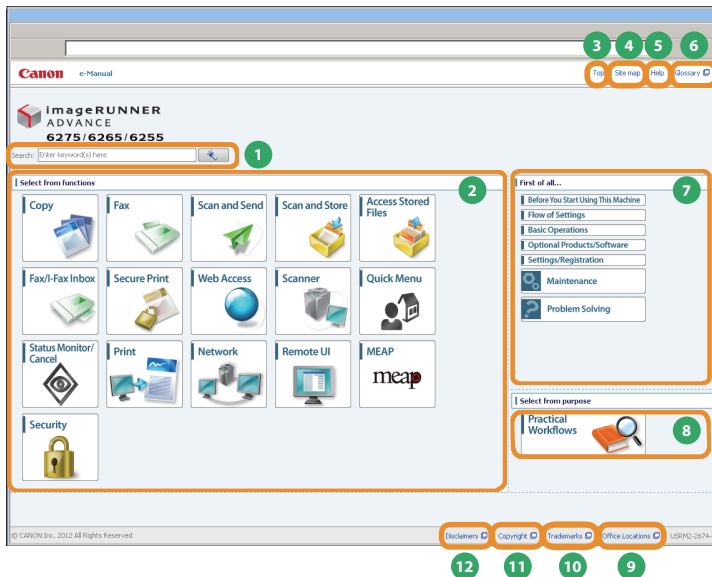 3 4 5 6
Canon e-Manual Top Site map Help Glossary
imageRUNNER
ADVANCE
6275/6265/6255
Search: Enter keyword(s) here 1
Select from functions 2
Copy Fax Scan and Send Scan and Store Access Stored
Files
Fax/I-Fax Inbox Secure Print Web Access Scanner Quick Menu
Status Monitor/
Cancel
Print Network Remote UI MEAP
meap
Security
First of all... 7
Before You Start Using This Machine
Flow of Settings
Basic Operations
Optional Products/Software
Settings/Registration
Maintenance
Problem Solving
Select from purpose
Practical
Workflows 8
© CANON Inc. 2012 All Rights Reserved Disclaimers Copyright Trademarks Office Locations USRM2-2674-
12 11 10 9